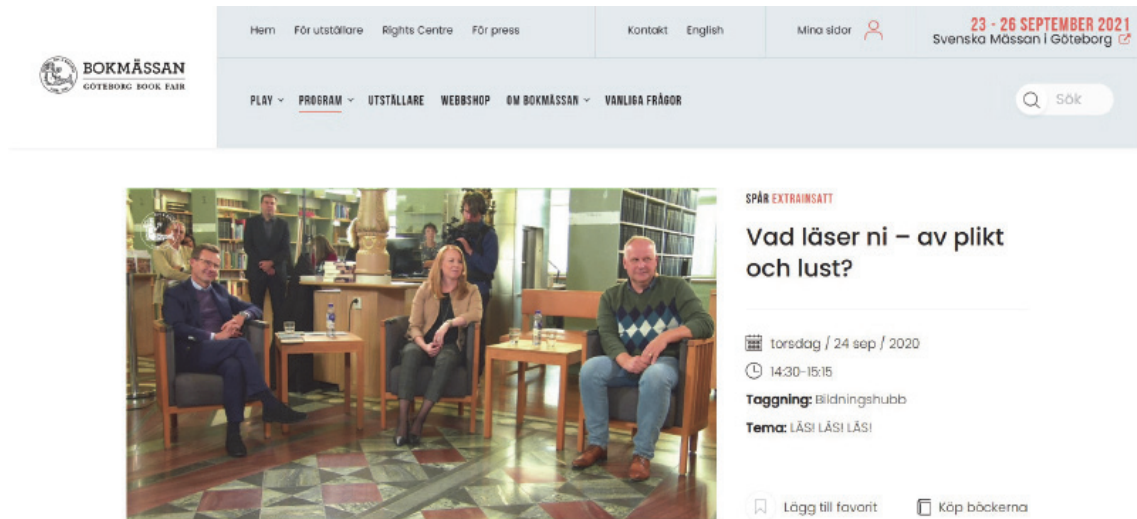 Hem För utställare Rights Centre För press Kontakt English Mina sidor 23 - 26 SEPTEMBER 2021
Svenska Mässan i Göteborg
BOKMÄSSAN
GÖTEBORG BOOK FAIR
PLAY PROGRAM UTSTÄLLARE WEBBSHOP OM BOKMÄSSAN VANLIGA FRÅGOR Sök
SPÅR EXTRAINSATT
Vad läser ni – av plikt
och lust?
torsdag / 24 sep / 2020
14:30-15:15
Taggning: Bildningshubb
Tema: LÄS! LÄS! LÄS!
Lägg till favorit Köp böckerna